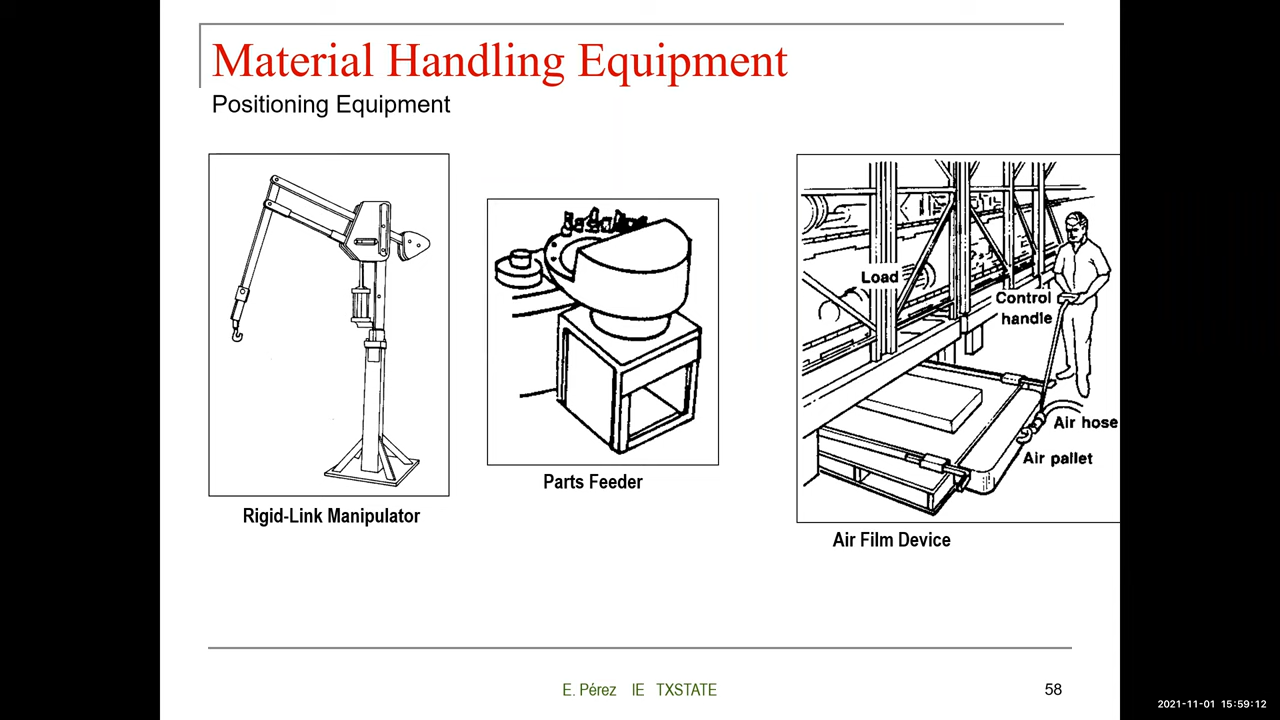 Material Handling Equipment
Positioning Equipment
Load
Control
handle
Air hose
Air pallet
Rigid-Link Manipulator
Parts Feeder
Air Film Device
E. Pérez IE TXSTATE
58
2021-11-01 15:59:12